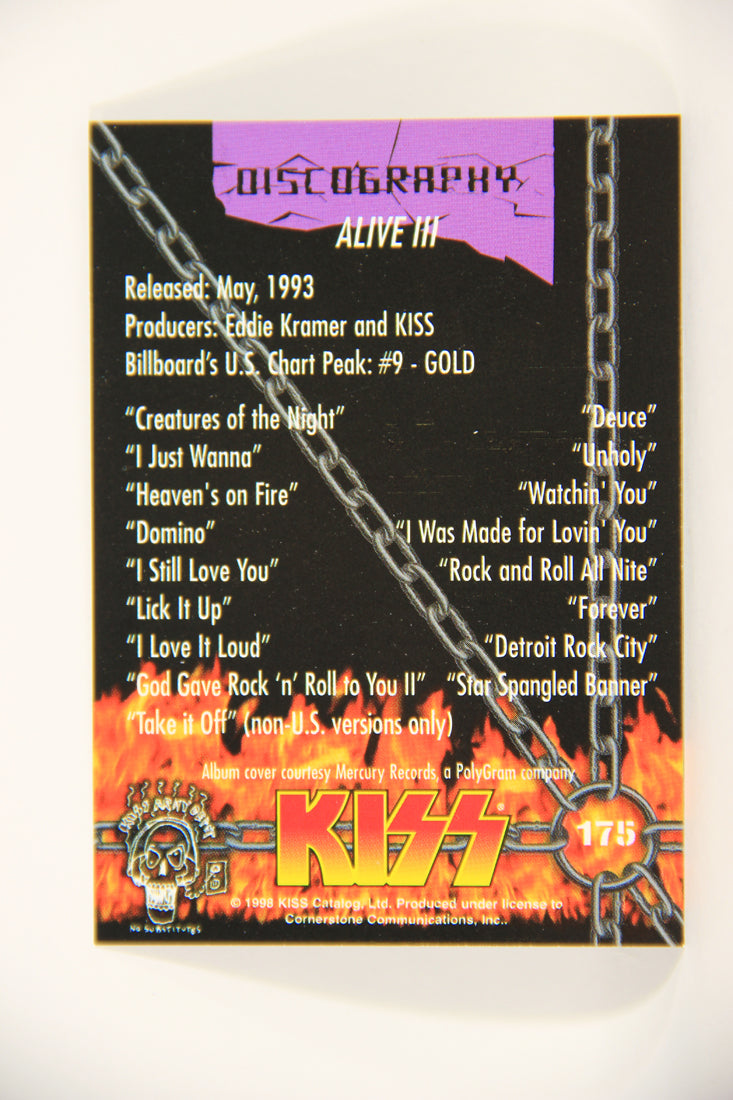 DISCOGRAPHY
ALIVE III
Released: May, 1993
Producers: Eddie Kramer and KISS
Billboard's U.S. Chart Peak: #9 - GOLD
"Creatures of the Night" "Deuce"
"I Just Wanna" "Unholy"
"Heaven's on Fire" "Watchin' You"
"Domino" "I Was Made for Lovin' You"
"I Still Love You" "Rock and Roll All Nite"
"Lick It Up" "Forever"
"I Love It Loud" "Detroit Rock City"
"God Gave Rock 'n' Roll to You II" "Star Spangled Banner"
"Take it Off" (non-U.S. versions only)
Album cover courtesy Mercury Records, a PolyGram company
KISS®
175
© 1998 KISS Catalog, Ltd. Produced under license to
Cornerstone Communications, Inc..
NO SUBSTITUTES